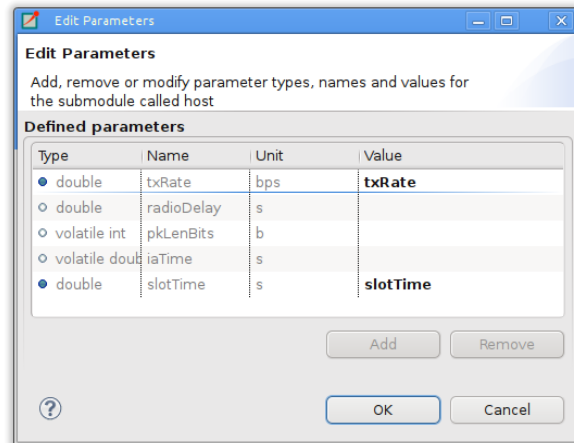 Edit Parameters
Edit Parameters
Add, remove or modify parameter types, names and values for
the submodule called host
Defined parameters
Type Name Unit Value
double txRate bps txRate
double radioDelay s
volatile int pkLenBits b
volatile doub iaTime s
double slotTime s slotTime
Add Remove
? OK Cancel